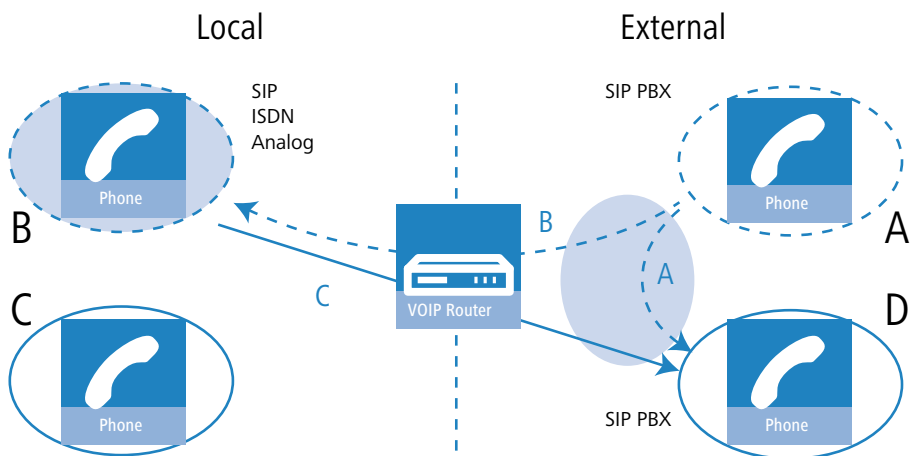 Local
External
SIP
ISDN
Analog
SIP PBX
Phone
Phone
B
A
B
A
C
VOIP Router
C
D
Phone
SIP PBX
Phone